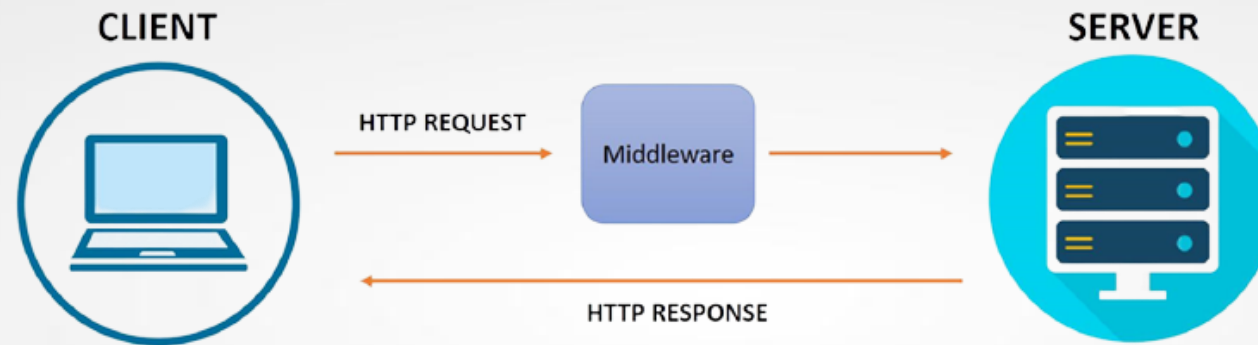 CLIENT
SERVER
HTTP REQUEST
Middleware
HTTP RESPONSE